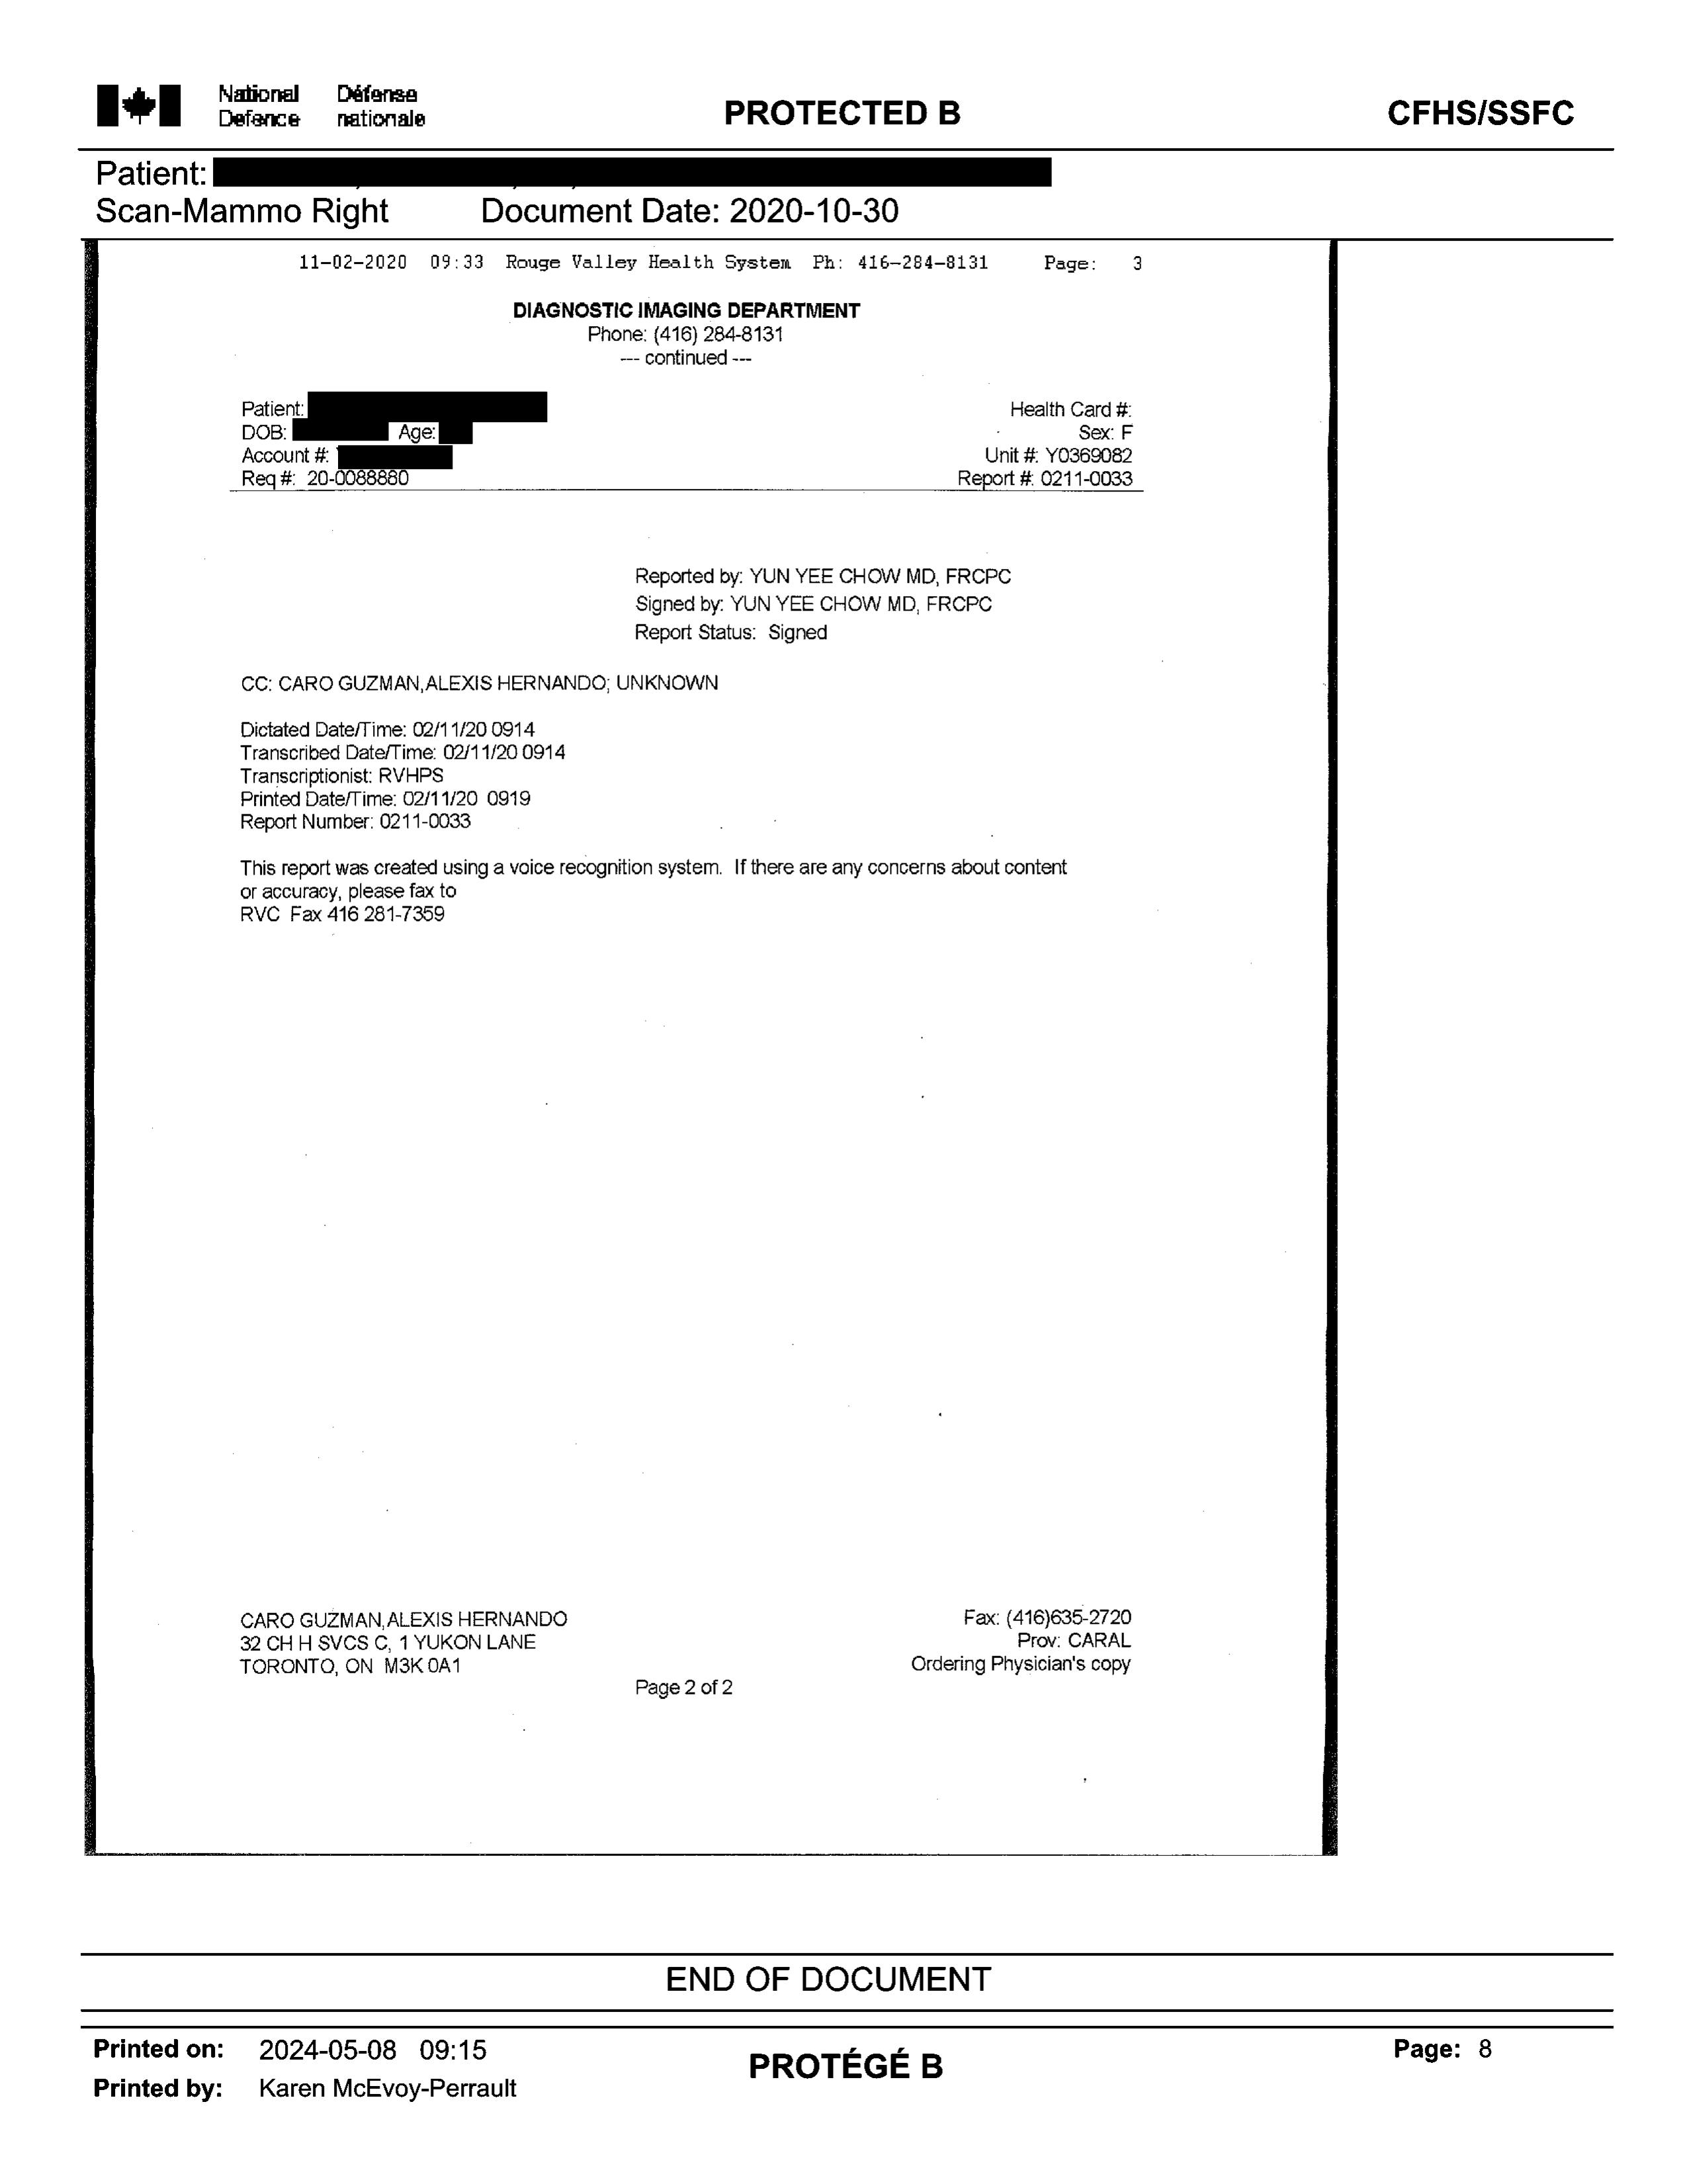 National Défense
Defence nationale
PROTECTED B
CFHS/SSFC
Patient:
Scan-Mammo Right Document Date: 2020-10-30
11-02-2020 09:33 Rouge Valley Health System Ph: 416-284-8131 Page: 3
DIAGNOSTIC IMAGING DEPARTMENT
Phone: (416) 284-8131
--- continued ---
Patient: Health Card #:
DOB: Age: Sex: F
Account #: Unit #: Y0369082
Req #: 20-0088880 Report #: 0211-0033
Reported by: YUN YEE CHOW MD, FRCPC
Signed by: YUN YEE CHOW MD, FRCPC
Report Status: Signed
CC: CARO GUZMAN,ALEXIS HERNANDO; UNKNOWN
Dictated Date/Time: 02/11/20 0914
Transcribed Date/Time: 02/11/20 0914
Transcriptionist: RVHPS
Printed Date/Time: 02/11/20 0919
Report Number: 0211-0033
This report was created using a voice recognition system. If there are any concerns about content
or accuracy, please fax to
RVC Fax 416 281-7359
CARO GUZMAN,ALEXIS HERNANDO Fax: (416)635-2720
32 CH H SVCS C, 1 YUKON LANE Prov: CARAL
TORONTO, ON M3K 0A1 Ordering Physician's copy
Page 2 of 2
END OF DOCUMENT
Printed on: 2024-05-08 09:15
Printed by: Karen McEvoy-Perrault
PROTÉGÉ B
Page: 8